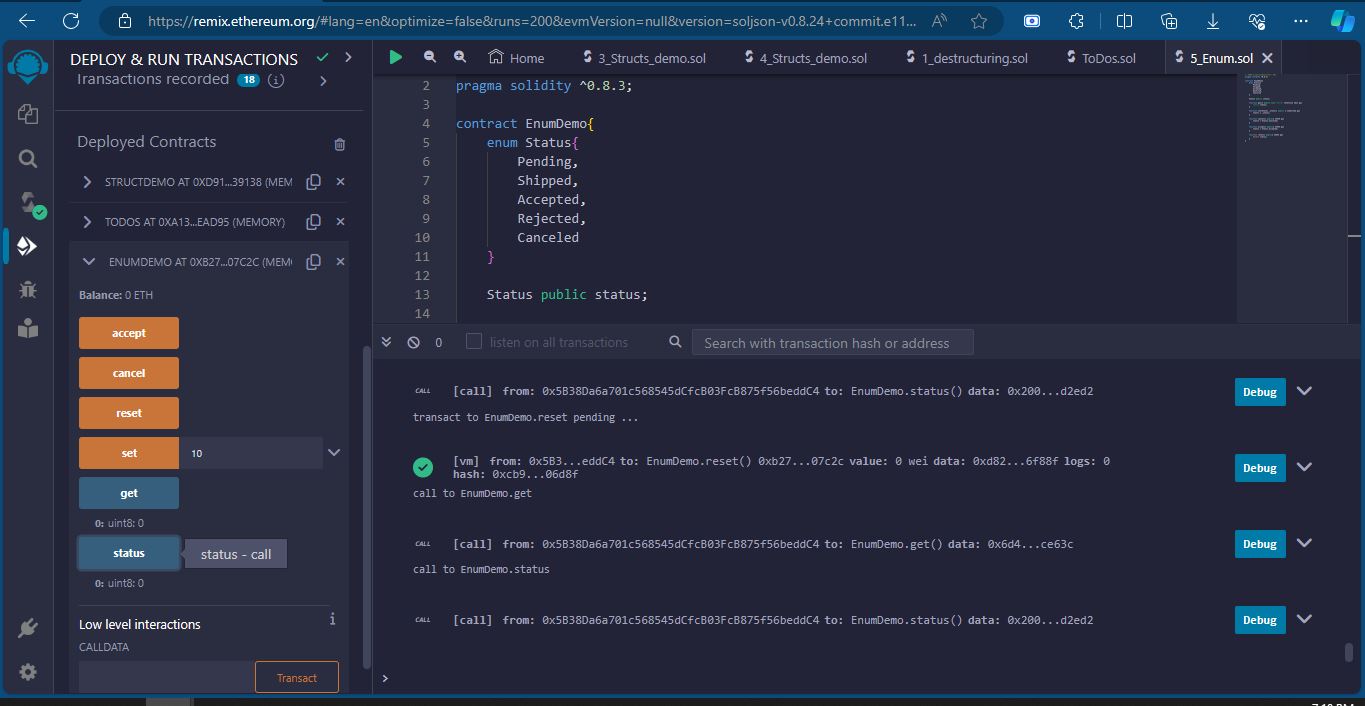 https://remix.ethereum.org/#lang=en&optimize=false&runs=200&evmVersion=null&version=soljson-v0.8.24+commit.e11...
DEPLOY & RUN TRANSACTIONS
Transactions recorded 18 i
Deployed Contracts
STRUCTDEMO AT 0XD91...39138 (MEM
TODOS AT 0XA13...EAD95 (MEMORY)
ENUMDEMO AT 0XB27...07C2C (MEM
Balance: 0 ETH
accept
cancel
reset
set 10
get
0: uint8: 0
status
status - call
0: uint8: 0
Low level interactions
i
CALLDATA
Transact
Home
3_Structs_demo.sol
4_Structs_demo.sol
1_destructuring.sol
ToDos.sol
5_Enum.sol
2 pragma solidity ^0.8.3;
3
4 contract EnumDemo{
5 enum Status{
6 Pending,
7 Shipped,
8 Accepted,
9 Rejected,
10 Canceled
11 }
12
13 Status public status;
14
0
listen on all transactions
Search with transaction hash or address
CALL [call] from: 0x5B38Da6a701c568545dCfcB03FcB875f56beddC4 to: EnumDemo.status() data: 0x200...d2ed2
Debug
transact to EnumDemo.reset pending ...
[vm] from: 0x5B3...eddC4 to: EnumDemo.reset() 0xb27...07c2c value: 0 wei data: 0xd82...6f88f logs: 0
hash: 0xcb9...06d8f
Debug
call to EnumDemo.get
CALL [call] from: 0x5B38Da6a701c568545dCfcB03FcB875f56beddC4 to: EnumDemo.get() data: 0x6d4...ce63c
Debug
call to EnumDemo.status
CALL [call] from: 0x5B38Da6a701c568545dCfcB03FcB875f56beddC4 to: EnumDemo.status() data: 0x200...d2ed2
Debug
>